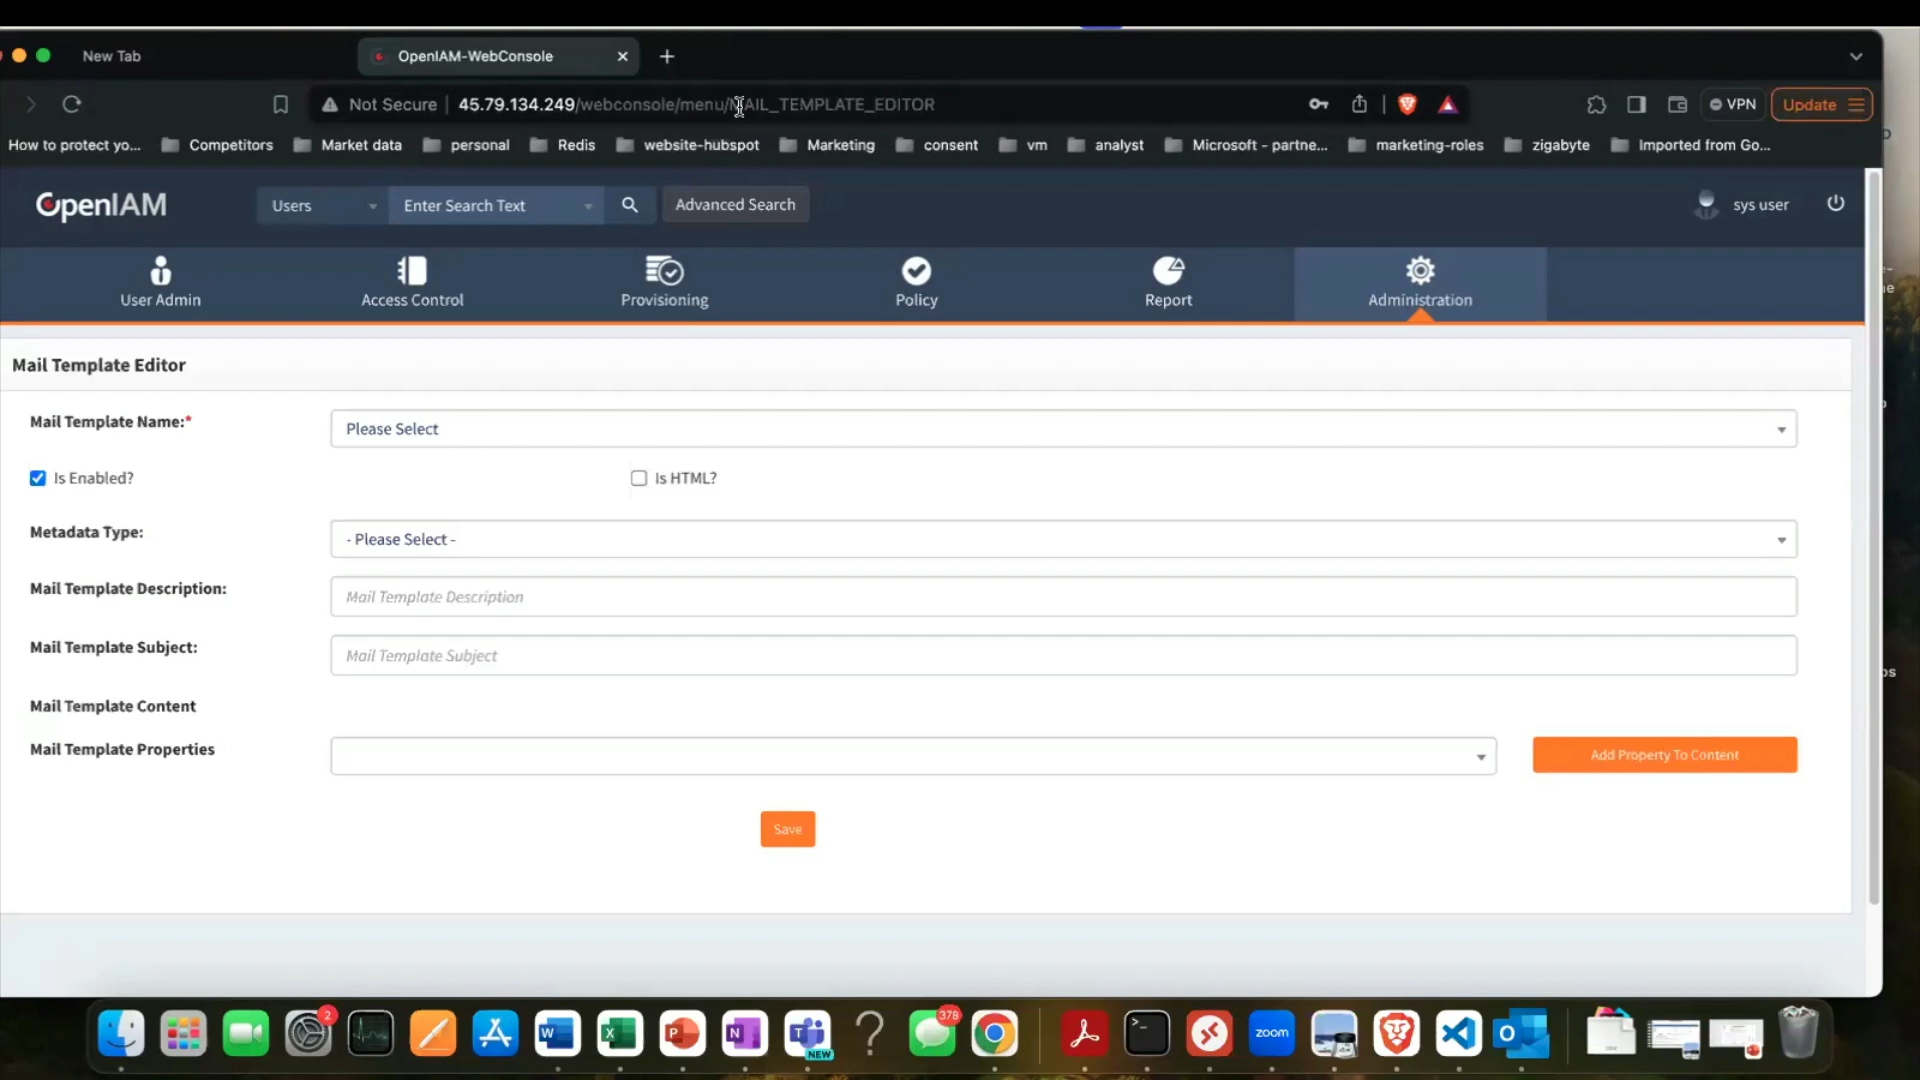 New Tab
OpenIAM-WebConsole
Not Secure
45.79.134.249/webconsole/menu/MAIL_TEMPLATE_EDITOR
VPN
Update
How to protect yo...
Competitors
Market data
personal
Redis
website-hubspot
Marketing
consent
vm
analyst
Microsoft - partne...
marketing-roles
zigabyte
Imported from Go...
OpenIAM
Users
Enter Search Text
Advanced Search
sys user
User Admin
Access Control
Provisioning
Policy
Report
Administration
Mail Template Editor
Mail Template Name:*
Please Select
Is Enabled?
Is HTML?
Metadata Type:
- Please Select -
Mail Template Description:
Mail Template Description
Mail Template Subject:
Mail Template Subject
Mail Template Content
Mail Template Properties
Add Property To Content
Save
2
W
X
P
N
T
NEW
?
378
zoom
O